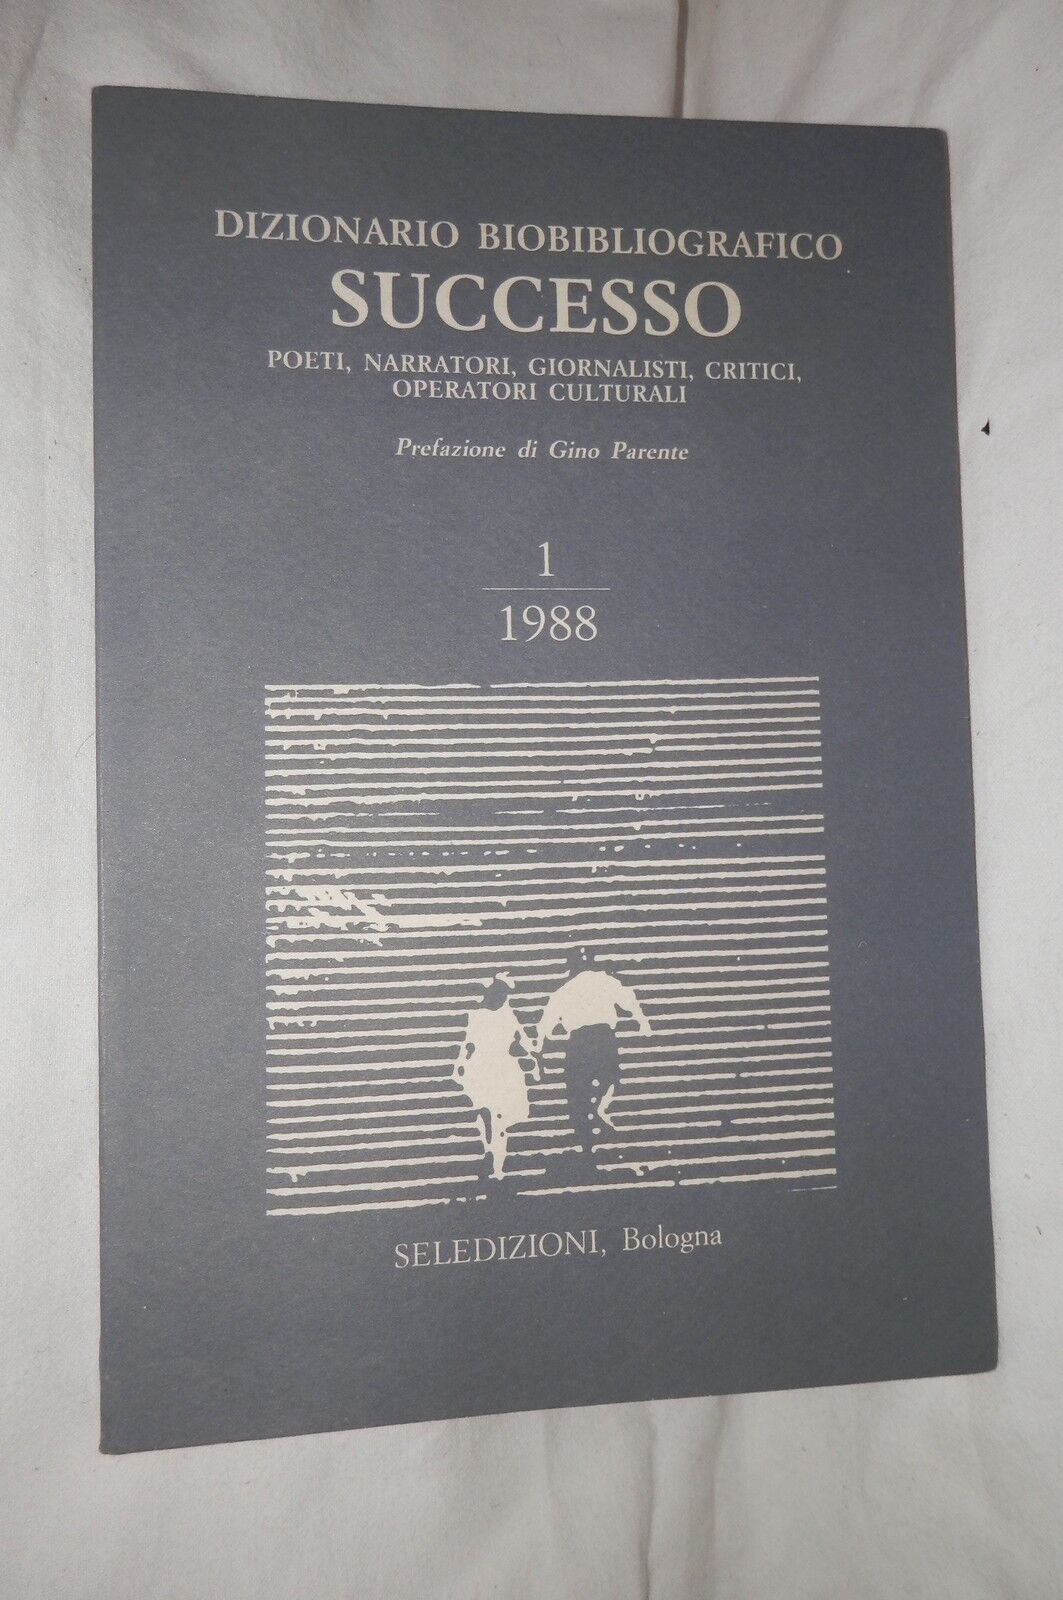 DIZIONARIO BIOBIBLIOGRAFICO
SUCCESSO
POETI, NARRATORI, GIORNALISTI, CRITICI,
OPERATORI CULTURALI
Prefazione di Gino Parente
1
1988
SELEDIZIONI, Bologna